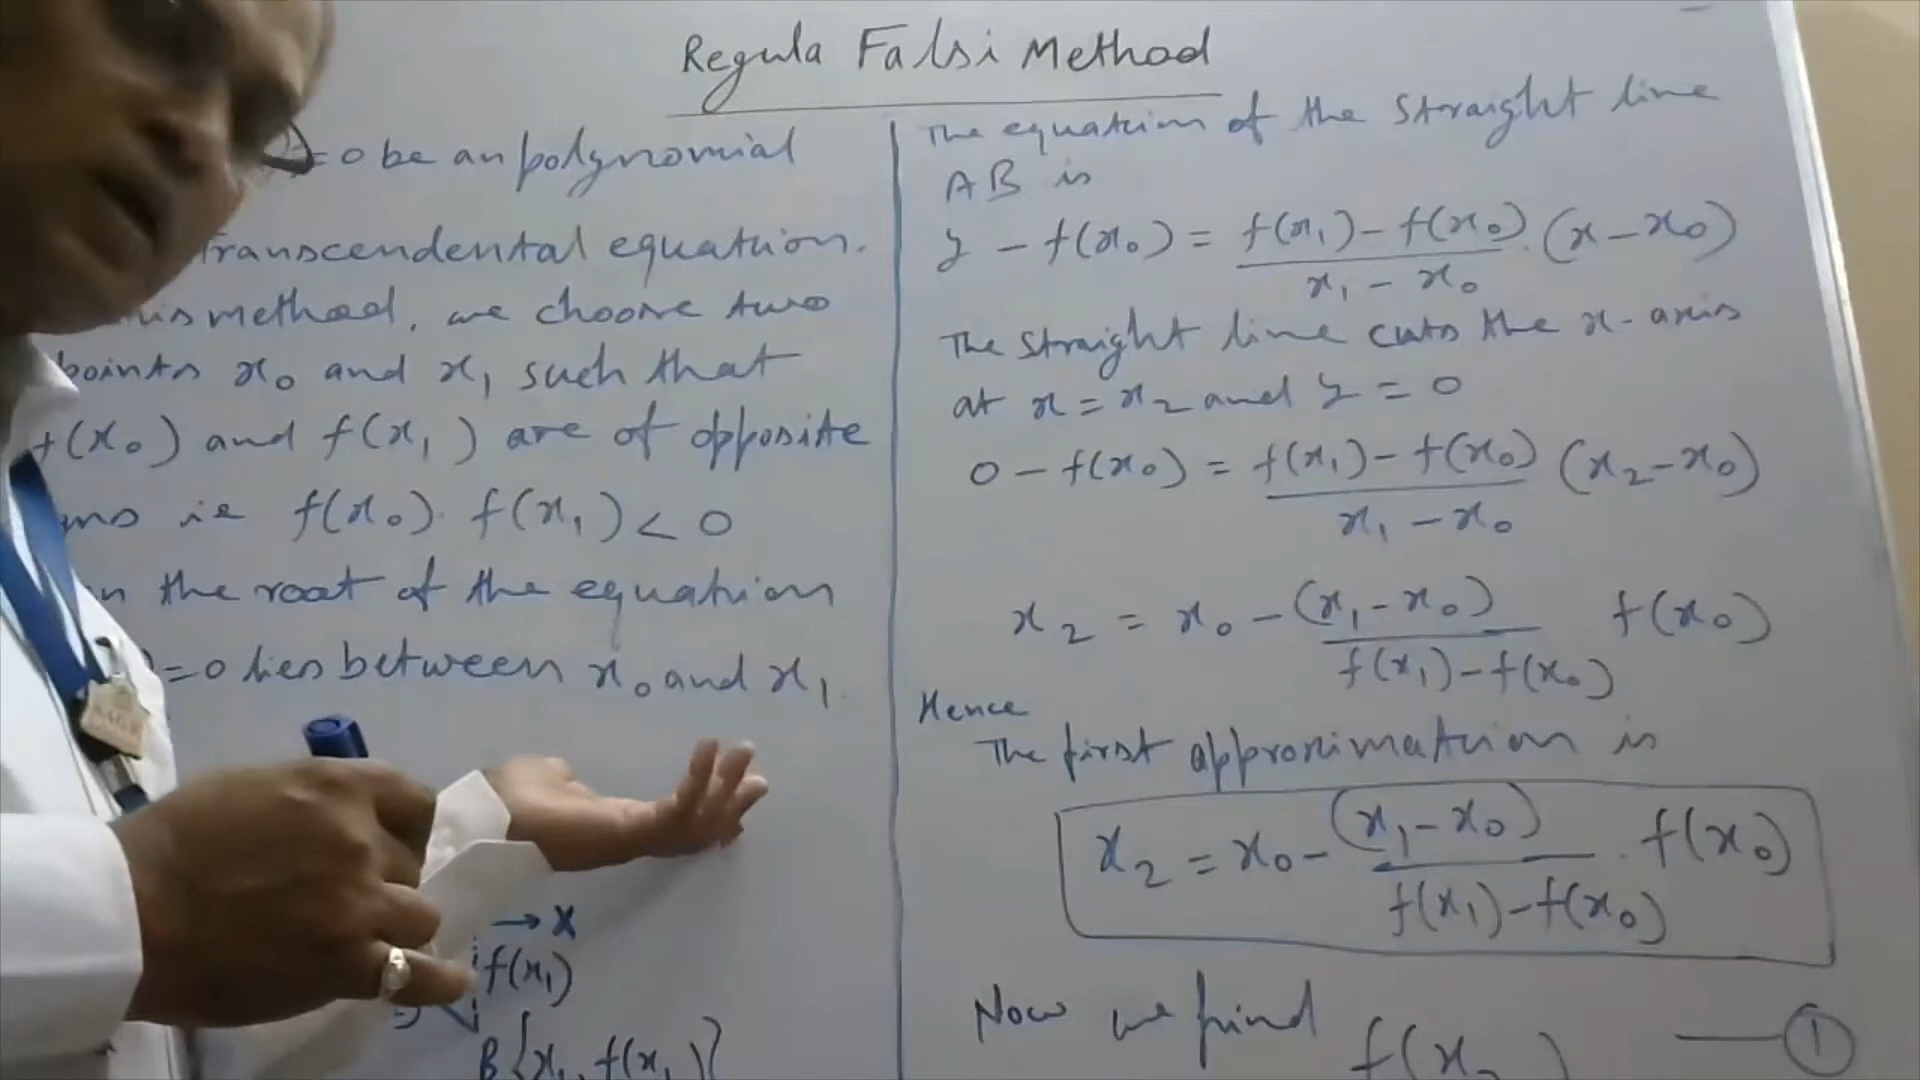 Regula Falsi Method
=0 be an polynomial
Transcendental equation.
is method, we choose two
points x₀ and x₁ such that
f(x₀) and f(x₁) are of opposite
ie f(x₀). f(x₁) < 0
the root of the equation
=0 lies between x₀ and x₁.
→ X
f(x₁)
B{x₁, f(x₁)}
The equation of the straight line
AB is
y - f(x₀) = f(x₁) - f(x₀) / x₁ - x₀ . (x - x₀)
The straight line cuts the x-axis
at x = x₂ and y = 0
0 - f(x₀) = f(x₁) - f(x₀) / x₁ - x₀ (x₂ - x₀)
x₂ = x₀ - (x₁ - x₀) / f(x₁) - f(x₀) f(x₀)
Hence
The first approximation is
x₂ = x₀ - (x₁ - x₀) / f(x₁) - f(x₀) . f(x₀)
— ①
Now we find f(x₂)